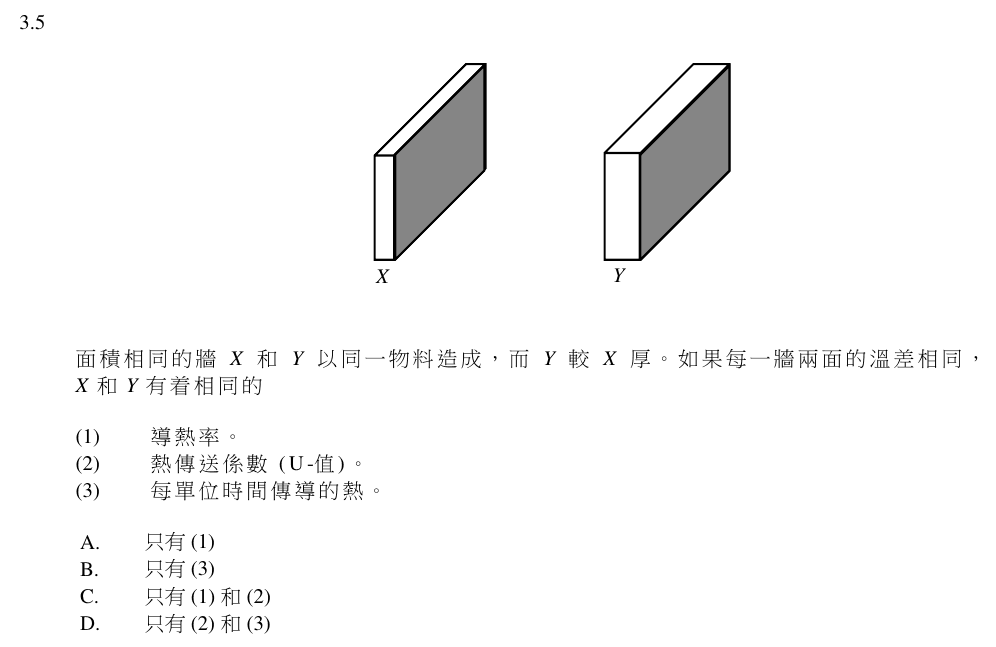 3.5
X Y
面積相同的牆 X 和 Y 以同一物料造成，而 Y 較 X 厚。如果每一牆兩面的溫差相同，
X 和 Y 有着相同的
(1) 導熱率。
(2) 熱傳送係數 (U-值)。
(3) 每單位時間傳導的熱。
A. 只有 (1)
B. 只有 (3)
C. 只有 (1) 和 (2)
D. 只有 (2) 和 (3)